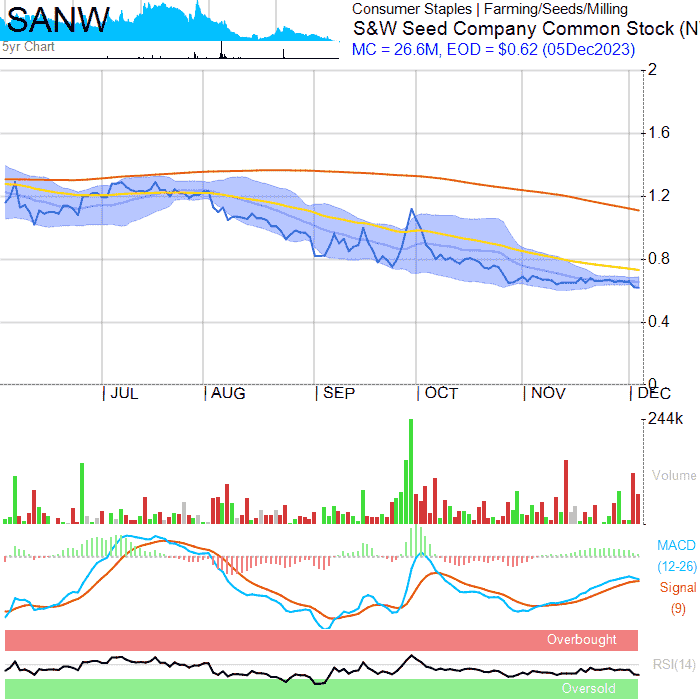 SANW
5yr Chart
Consumer Staples | Farming/Seeds/Milling
S&W Seed Company Common Stock (N
MC = 26.6M, EOD = $0.62 (05Dec2023)
2
1.6
1.2
0.8
0.4
0
JUL AUG SEP OCT NOV DEC
244k
Volume
MACD
(12-26)
Signal
(9)
Overbought
RSI(14)
Oversold